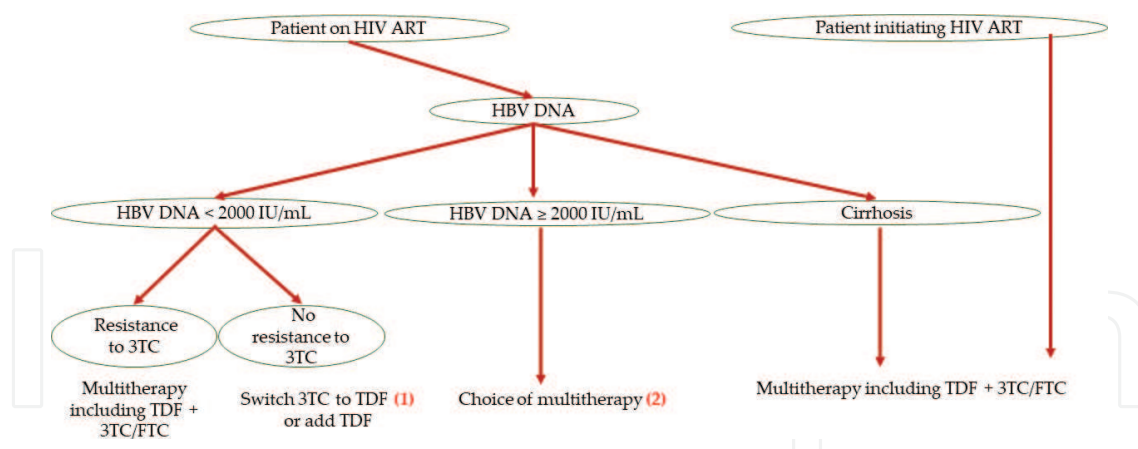 Patient on HIV ART
Patient initiating HIV ART
HBV DNA
HBV DNA < 2000 IU/mL
HBV DNA ≥ 2000 IU/mL
Cirrhosis
Resistance
to 3TC
No
resistance to
3TC
Multitherapy
including TDF +
3TC/FTC
Switch 3TC to TDF (1)
or add TDF
Choice of multitherapy (2)
Multitherapy including TDF + 3TC/FTC